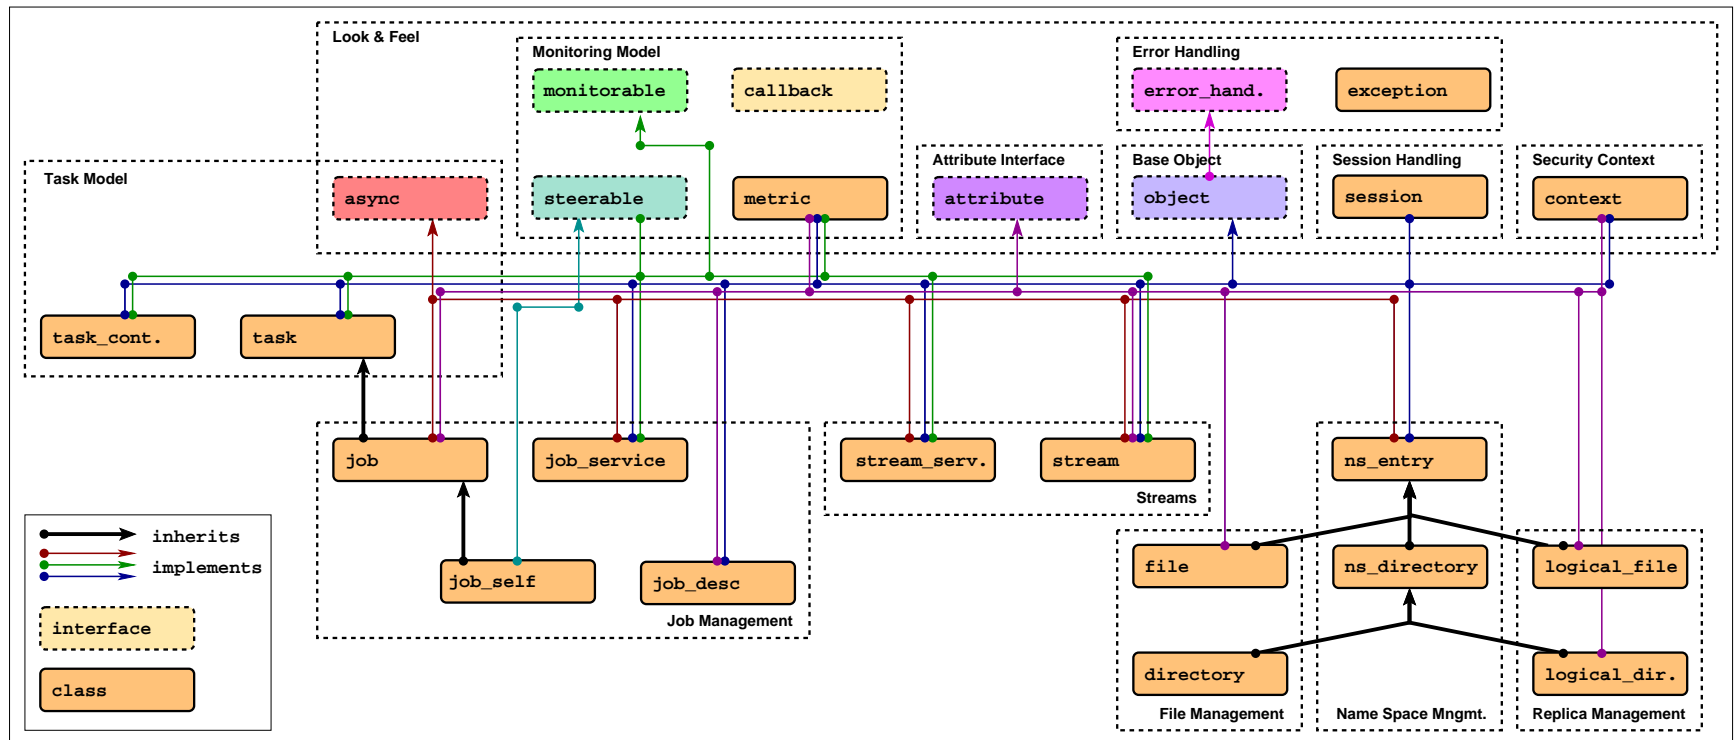 Look & Feel
Monitoring Model
Error Handling
monitorable
callback
error_hand.
exception
Task Model
Attribute Interface
Base Object
Session Handling
Security Context
async
steerable
metric
attribute
object
session
context
task_cont.
task
job
job_service
stream_serv.
stream
ns_entry
Streams
inherits
implements
interface
class
job_self
job_desc
Job Management
file
ns_directory
logical_file
directory
logical_dir.
File Management
Name Space Mngmt.
Replica Management